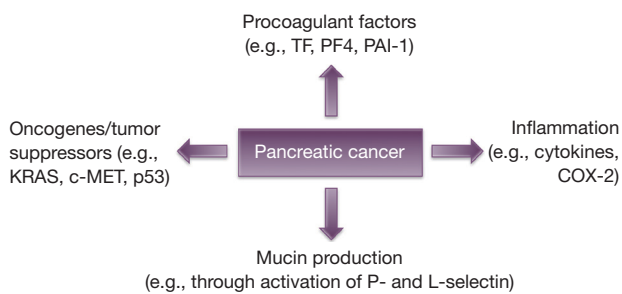 Procoagulant factors
(e.g., TF, PF4, PAI-1)
Oncogenes/tumor
suppressors (e.g.,
KRAS, c-MET, p53)
Pancreatic cancer
Inflammation
(e.g., cytokines,
COX-2)
Mucin production
(e.g., through activation of P- and L-selectin)